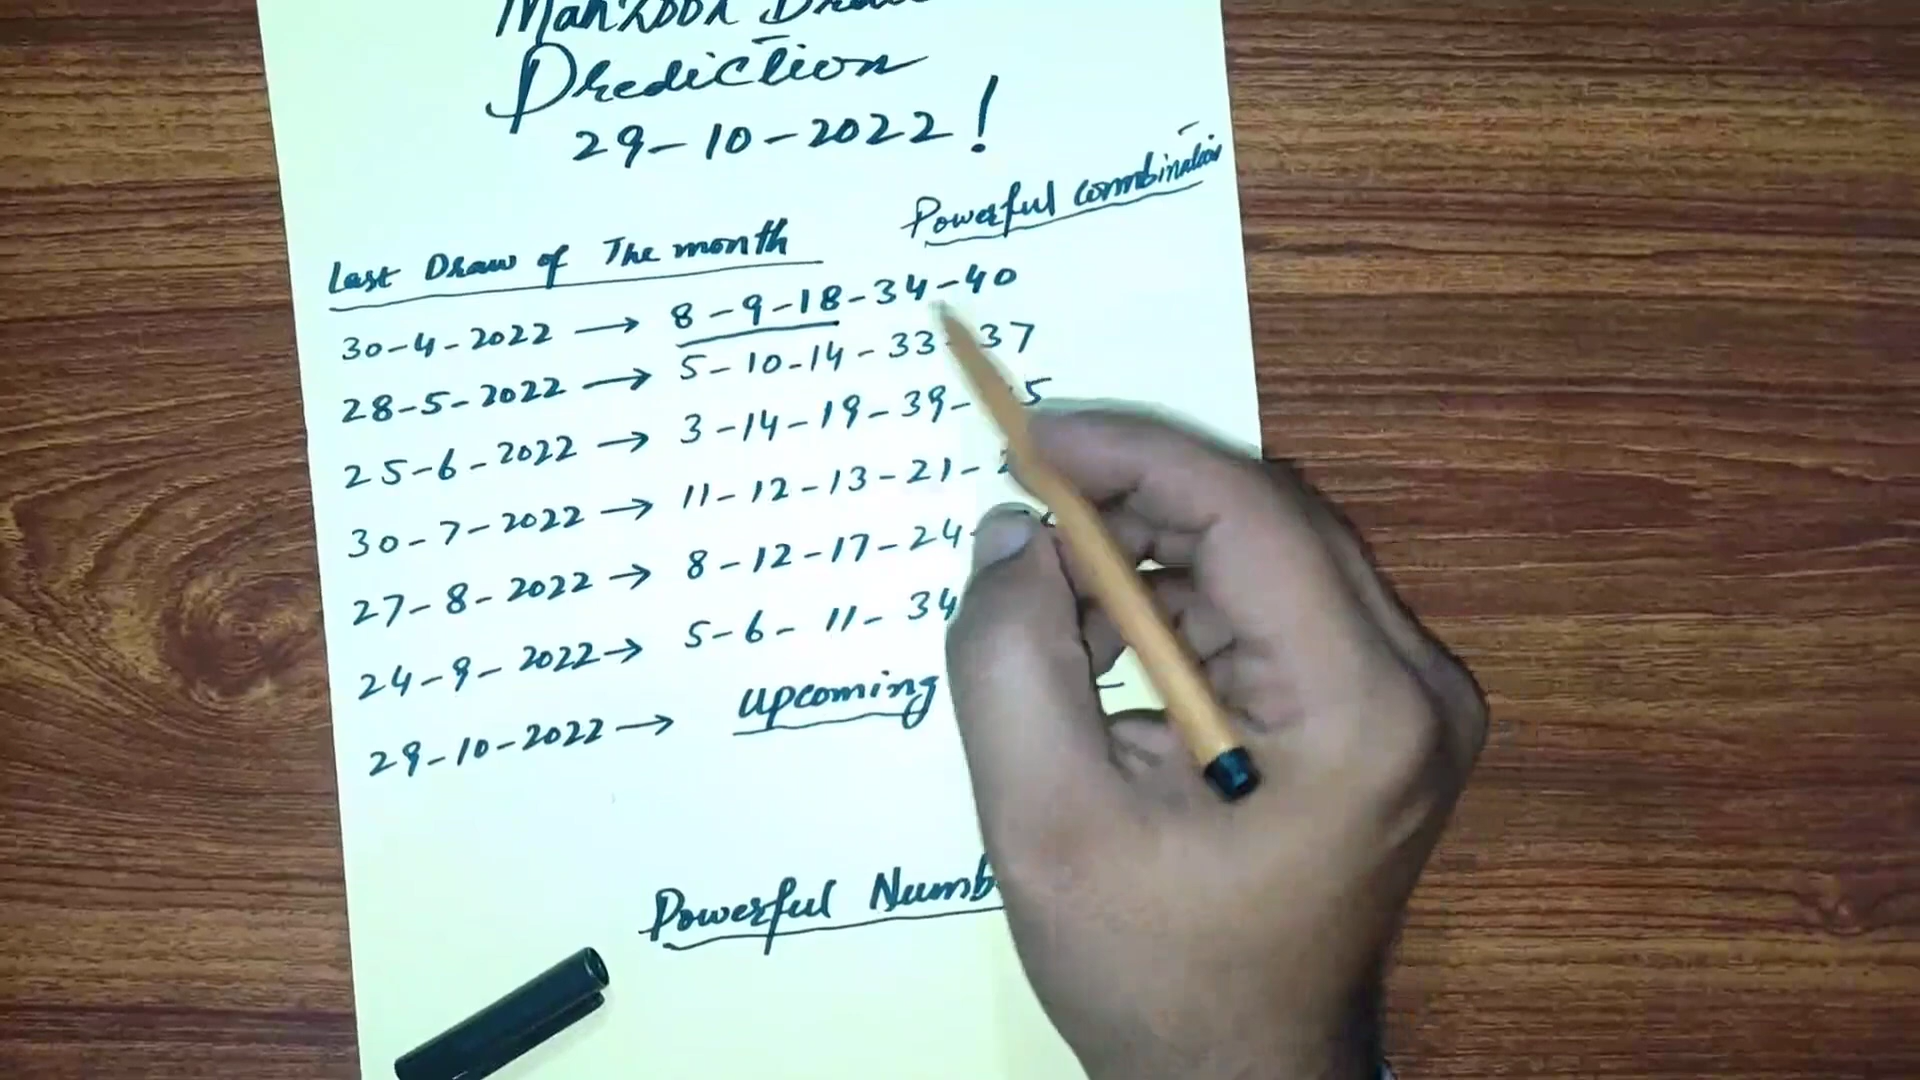 Prediction
29-10-2022!
Powerful Combination
Last Draw of The month
30-4-2022 → 8-9-18-34-40
28-5-2022 → 5-10-14-33-37
25-6-2022 → 3-14-19-39-
30-7-2022 → 11-12-13-21-
27-8-2022 → 8-12-17-24-
24-9-2022 → 5-6-11-34
29-10-2022 → upcoming
Powerful